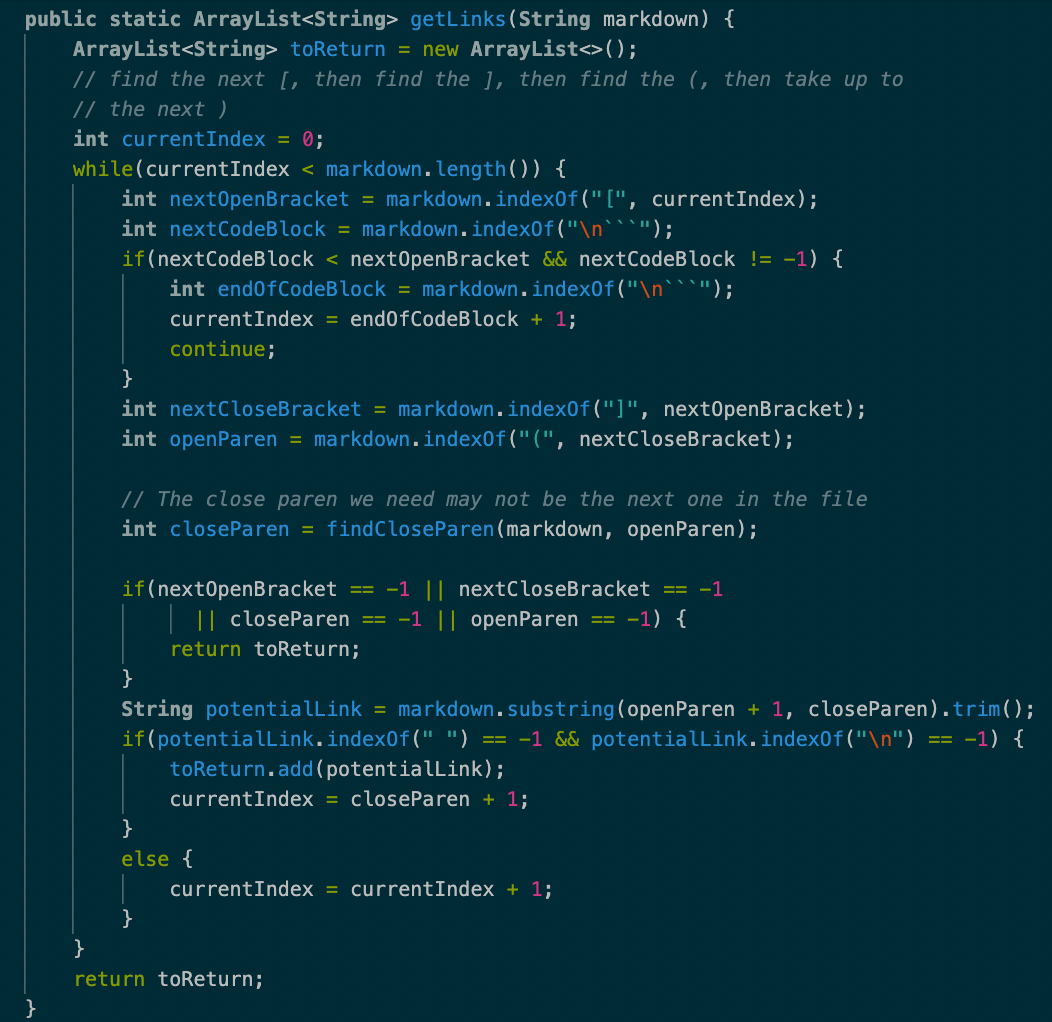 public static ArrayList<String> getLinks(String markdown) {
    ArrayList<String> toReturn = new ArrayList<>();
    // find the next [, then find the ], then find the (, then take up to
    // the next )
    int currentIndex = 0;
    while(currentIndex < markdown.length()) {
        int nextOpenBracket = markdown.indexOf("[", currentIndex);
        int nextCodeBlock = markdown.indexOf("\n```");
        if(nextCodeBlock < nextOpenBracket && nextCodeBlock != -1) {
            int endOfCodeBlock = markdown.indexOf("\n```");
            currentIndex = endOfCodeBlock + 1;
            continue;
        }
        int nextCloseBracket = markdown.indexOf("]", nextOpenBracket);
        int openParen = markdown.indexOf("(", nextCloseBracket);

        // The close paren we need may not be the next one in the file
        int closeParen = findCloseParen(markdown, openParen);

        if(nextOpenBracket == -1 || nextCloseBracket == -1
              || closeParen == -1 || openParen == -1) {
            return toReturn;
        }
        String potentialLink = markdown.substring(openParen + 1, closeParen).trim();
        if(potentialLink.indexOf(" ") == -1 && potentialLink.indexOf("\n") == -1) {
            toReturn.add(potentialLink);
            currentIndex = closeParen + 1;
        }
        else {
            currentIndex = currentIndex + 1;
        }
    }
    return toReturn;
}